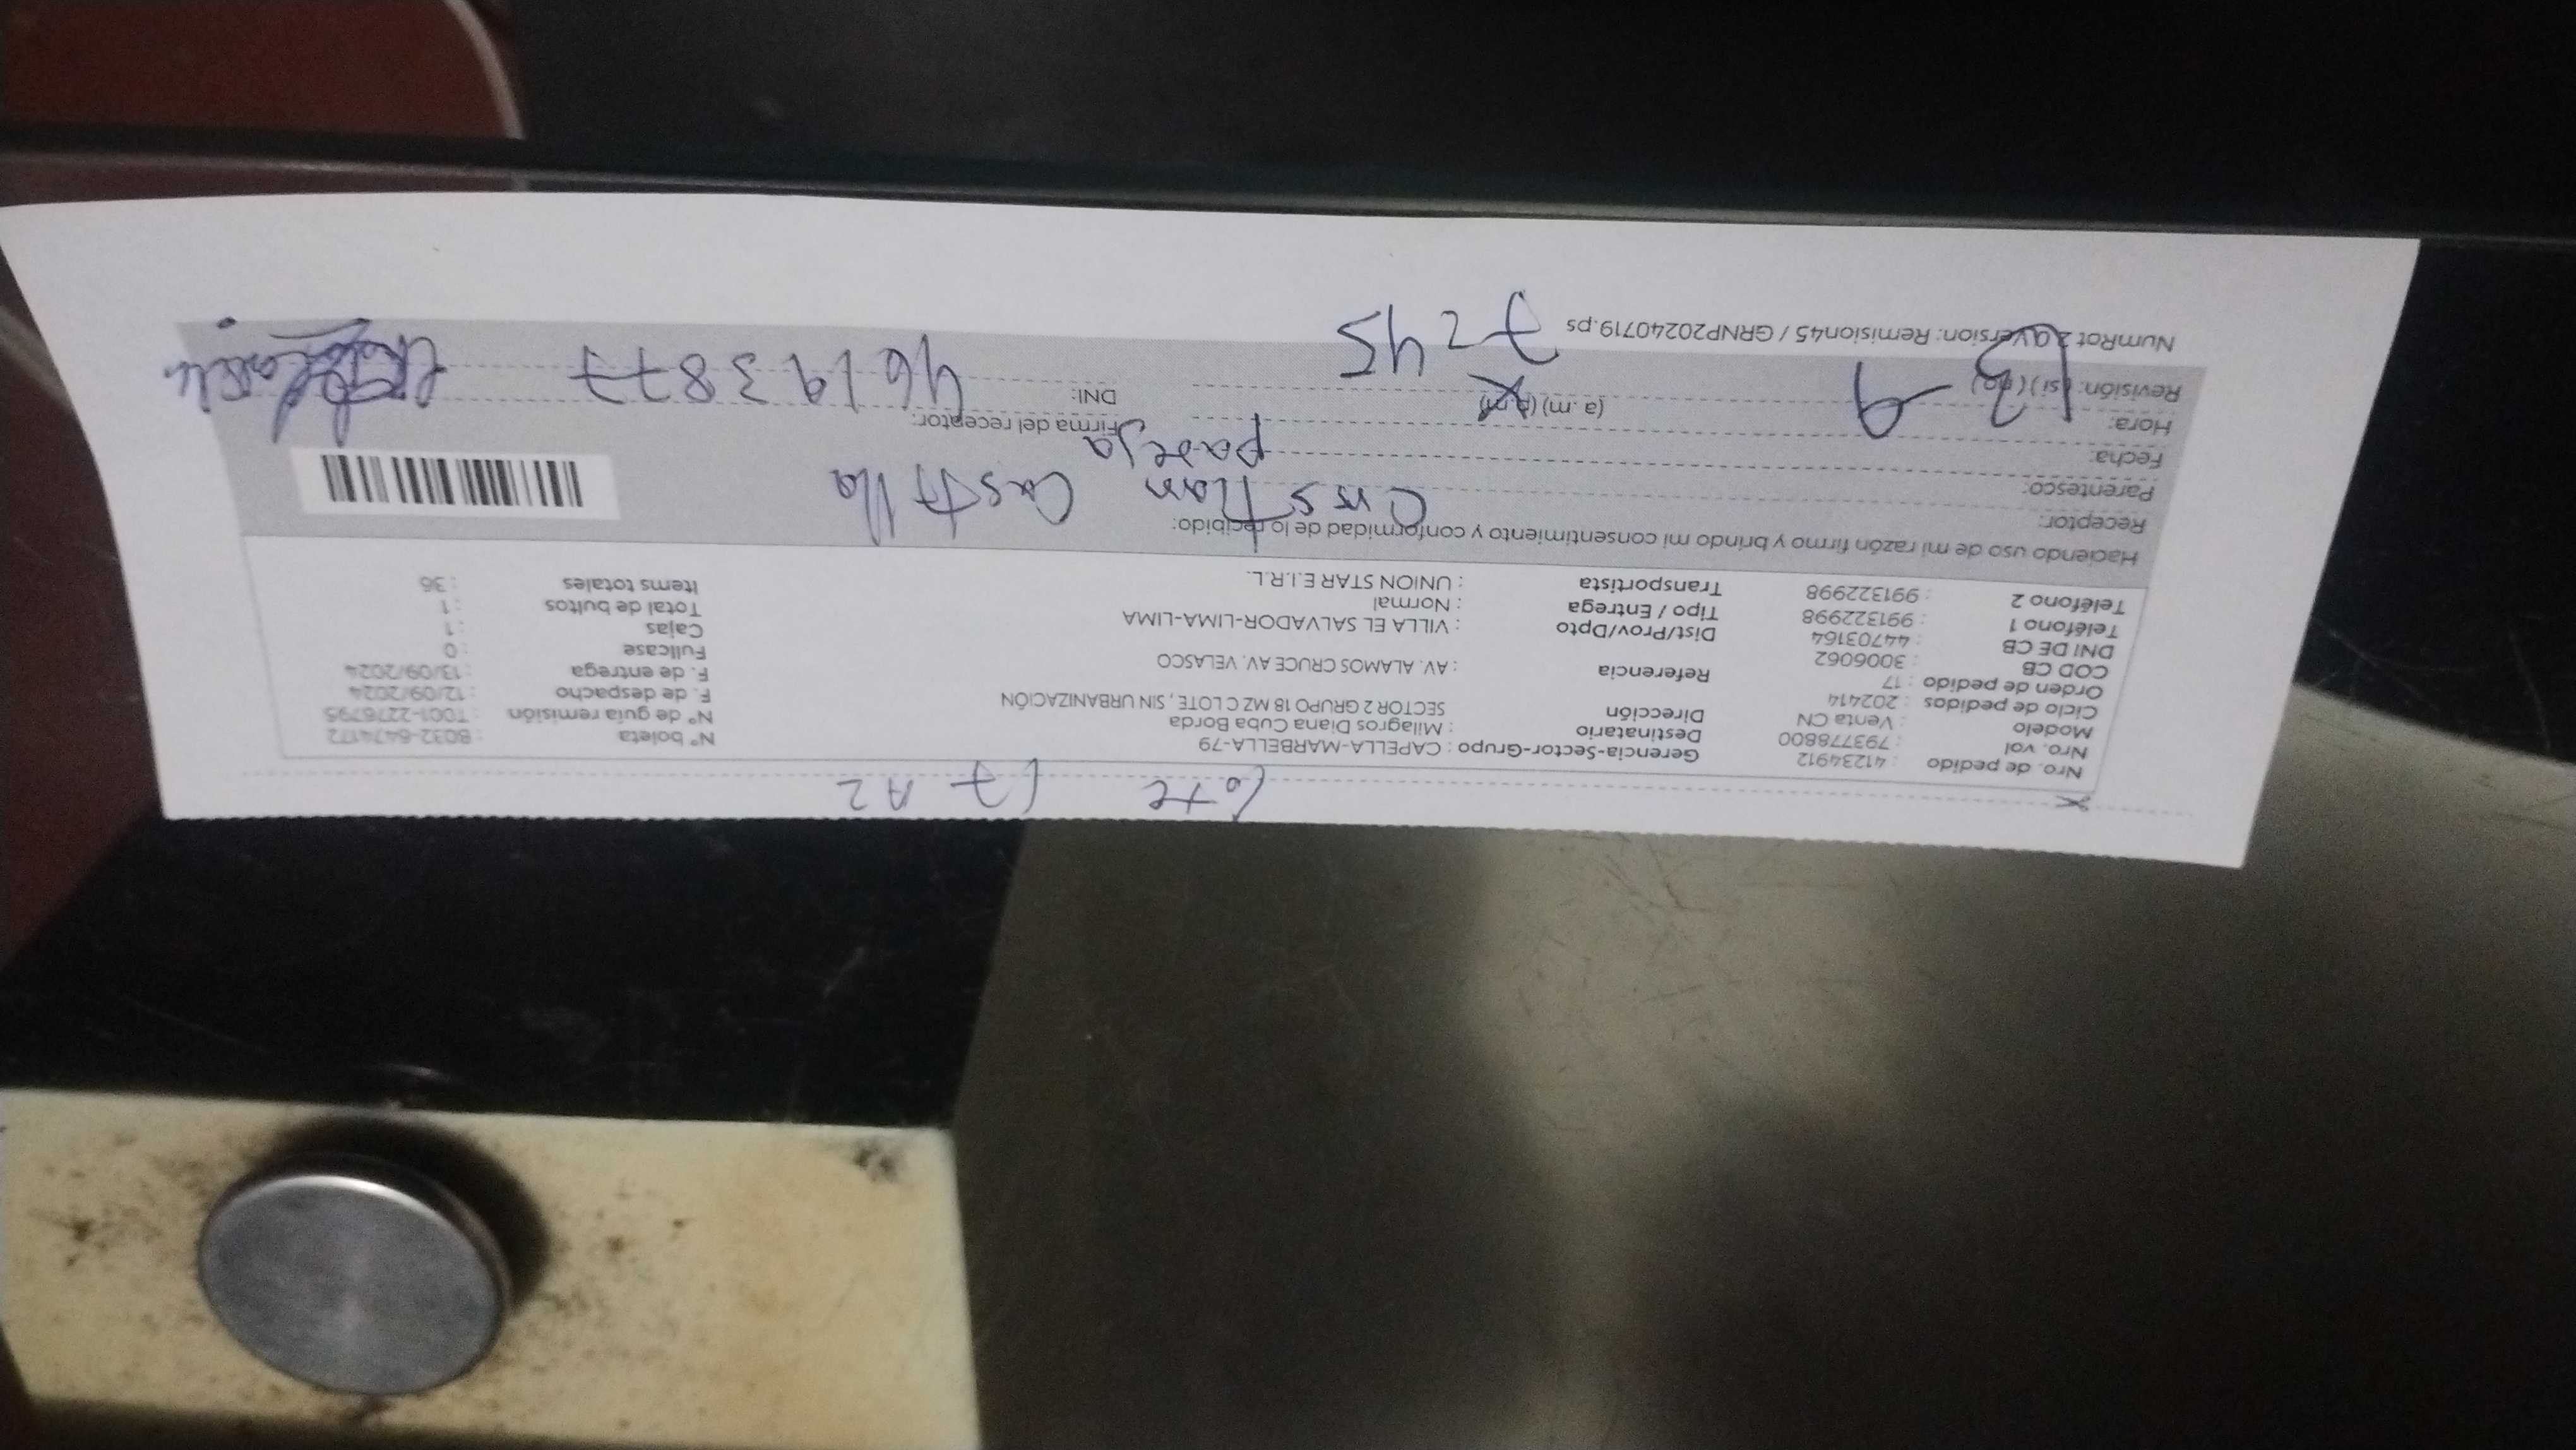 Lote 17 A2
Nro. de pedido : 41234912
Nro. vol : 793778800
Modelo : Venta CN
Ciclo de pedidos : 202414
Orden de pedido : 17
COD CB : 3006062
DNI DE CB : 44703164
Teléfono 1 : 991322998
Teléfono 2 : 991322998
Gerencia-Sector-Grupo : CAPELLA-MARBELLA-79
Destinatario : Milagros Diana Cuba Borda
Dirección SECTOR 2 GRUPO 18 MZ C LOTE , SIN URBANIZACIÓN
Referencia : AV. ALAMOS CRUCE AV. VELASCO
Dist/Prov/Dpto : VILLA EL SALVADOR-LIMA-LIMA
Tipo / Entrega : Normal
Transportista : UNION STAR E.I.R.L.
N° boleta : B032-6474172
N° de guía remisión : T001-2276795
F. de despacho : 12/09/2024
F. de entrega : 13/09/2024
Fullcase : 0
Cajas : 1
Total de bultos : 1
Items totales : 36
Haciendo uso de mi razón firmo y brindo mi consentimiento y conformidad de lo recibido:
Receptor: Castilla
Parentesco: pareja
Fecha: 13 - 9
Hora: (a.m) (p.m) 7:45
Revisión: (si) (no)
Firma del receptor:
DNI: 46193877
NumRot 2.0 version: Remision45 / GRNP20240719.ps